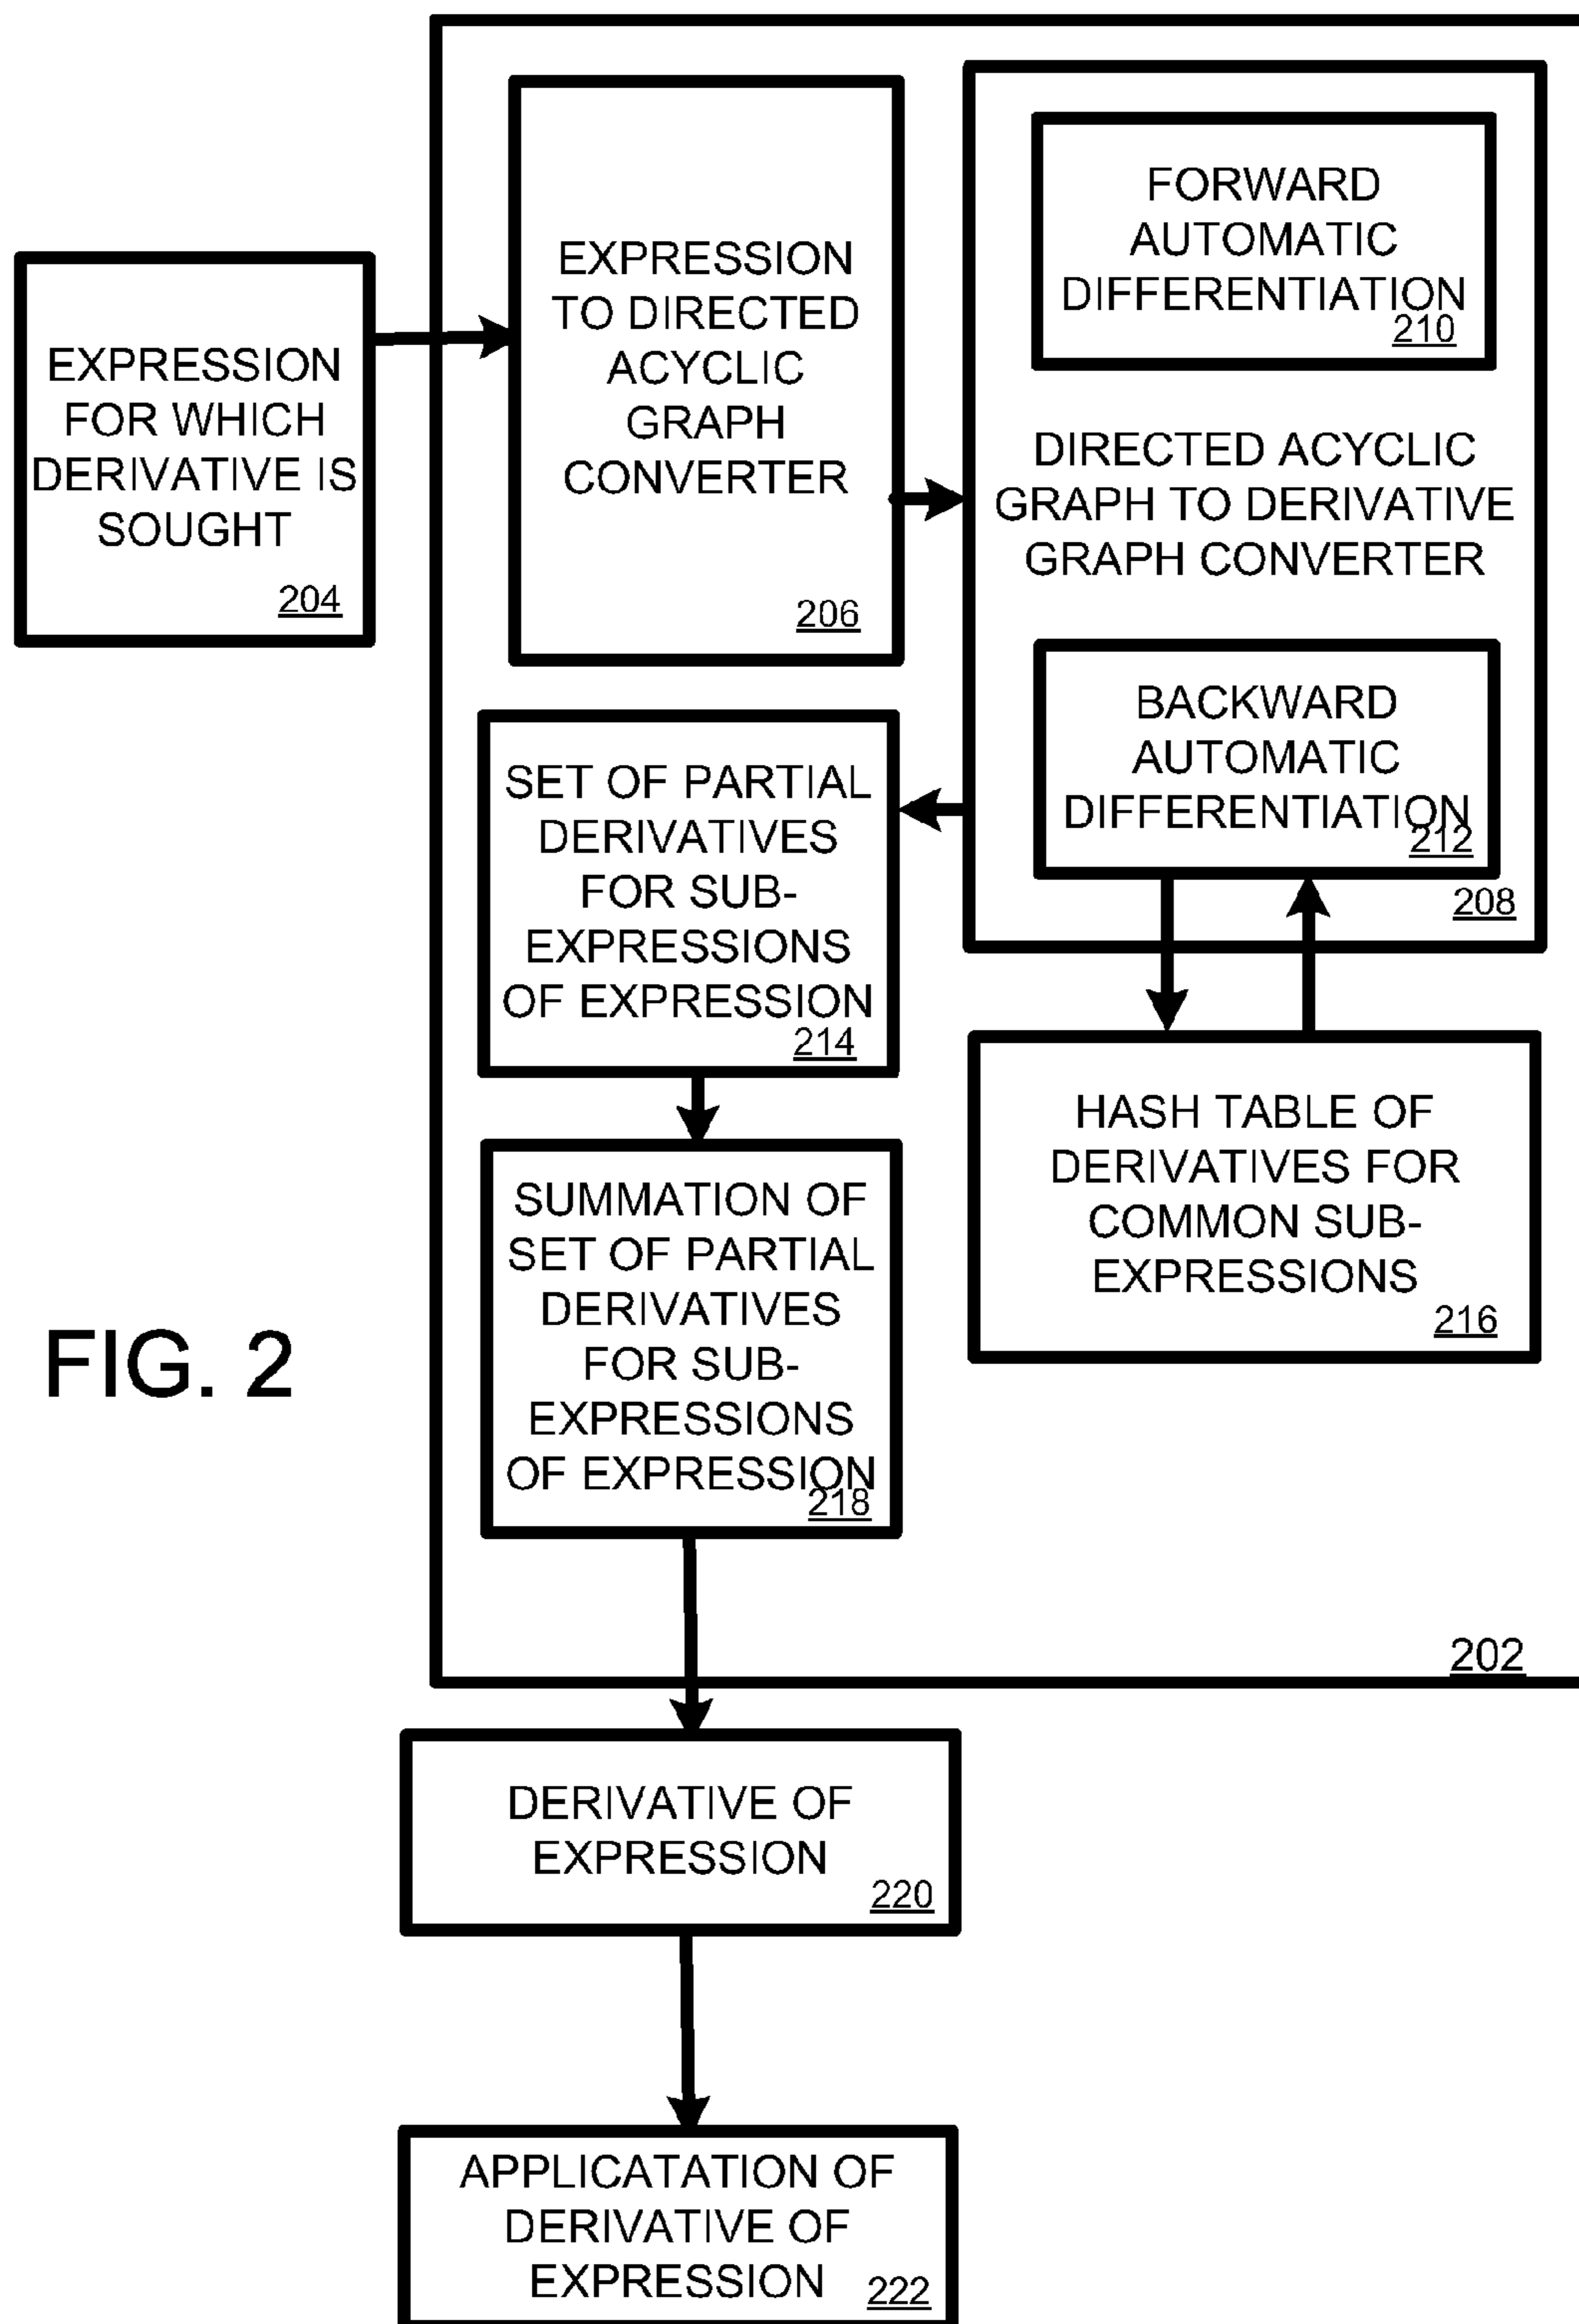 EXPRESSION
FOR WHICH
DERIVATIVE IS
SOUGHT
204
EXPRESSION
TO DIRECTED
ACYCLIC
GRAPH
CONVERTER
206
FORWARD
AUTOMATIC
DIFFERENTIATION
210
DIRECTED ACYCLIC
GRAPH TO DERIVATIVE
GRAPH CONVERTER
BACKWARD
AUTOMATIC
DIFFERENTIATION
212
208
SET OF PARTIAL
DERIVATIVES
FOR SUB-
EXPRESSIONS
OF EXPRESSION
214
HASH TABLE OF
DERIVATIVES FOR
COMMON SUB-
EXPRESSIONS
216
SUMMATION OF
SET OF PARTIAL
DERIVATIVES
FOR SUB-
EXPRESSIONS
OF EXPRESSION
218
FIG. 2
202
DERIVATIVE OF
EXPRESSION
220
APPLICATATION OF
DERIVATIVE OF
EXPRESSION
222